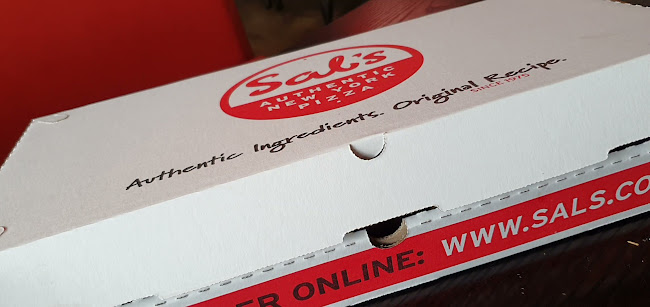 Sal's
AUTHENTIC
NEW YORK
PIZZA
Authentic Ingredients. Original Recipe.
SINCE 1975
ER ONLINE: WWW.SALS.CO